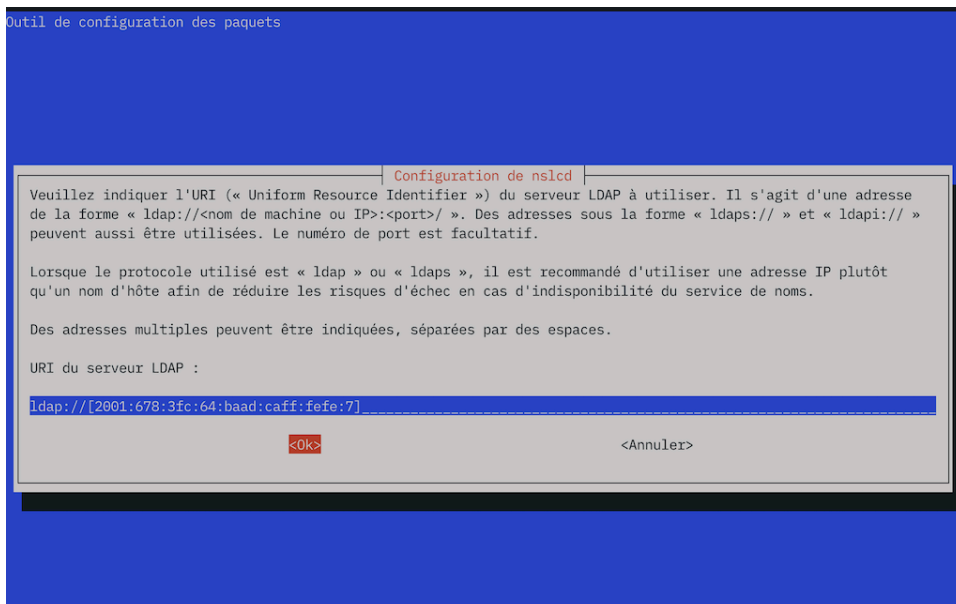 Outil de configuration des paquets
Configuration de nslcd
Veuillez indiquer l'URI (« Uniform Resource Identifier ») du serveur LDAP à utiliser. Il s'agit d'une adresse
de la forme « ldap://<nom de machine ou IP>:<port>/ ». Des adresses sous la forme « ldaps:// » et « ldapi:// »
peuvent aussi être utilisées. Le numéro de port est facultatif.
Lorsque le protocole utilisé est « ldap » ou « ldaps », il est recommandé d'utiliser une adresse IP plutôt
qu'un nom d'hôte afin de réduire les risques d'échec en cas d'indisponibilité du service de noms.
Des adresses multiples peuvent être indiquées, séparées par des espaces.
URI du serveur LDAP :
ldap://[2001:678:3fc:64:baad:caff:fefe:7]
<Ok> <Annuler>